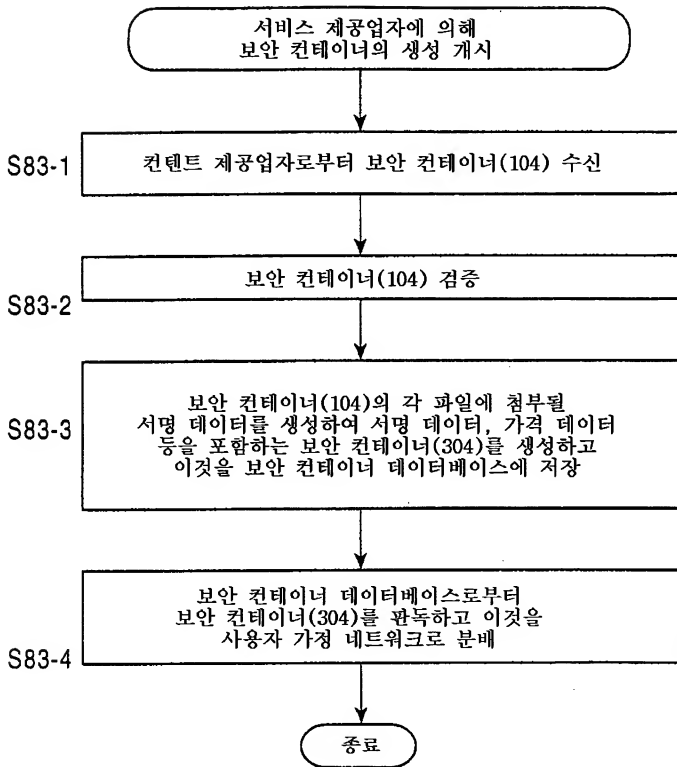 서비스 제공업자에 의해
보안 컨테이너의 생성 개시
S83-1
컨텐트 제공업자로부터 보안 컨테이너(104) 수신
보안 컨테이너(104) 검증
S83-2
보안 컨테이너(104)의 각 파일에 첨부될
서명 데이터를 생성하여 서명 데이터, 가격 데이터
등을 포함하는 보안 컨테이너(304)를 생성하고
이것을 보안 컨테이너 데이터베이스에 저장
S83-3
보안 컨테이너 데이터베이스로부터
보안 컨테이너(304)를 판독하고 이것을
사용자 가정 네트워크로 분배
S83-4
종료